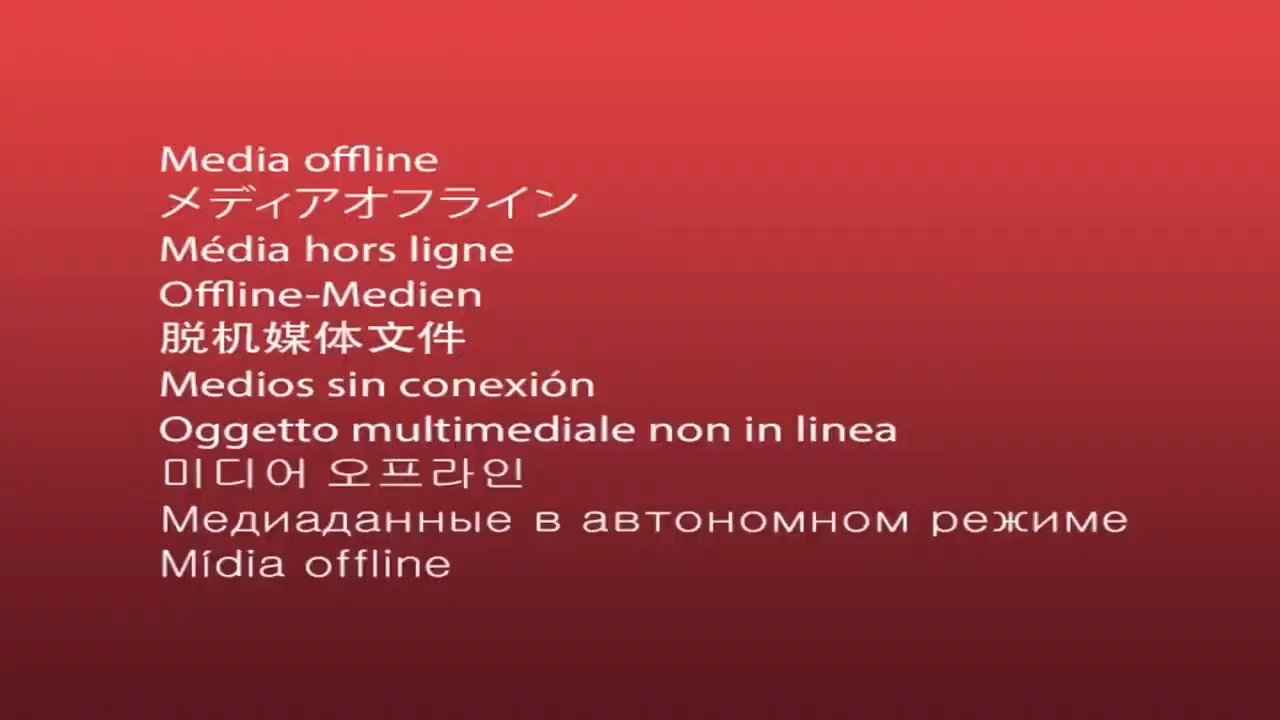 Media offline
メディアオフライン
Média hors ligne
Offline-Medien
脱机媒体文件
Medios sin conexión
Oggetto multimediale non in linea
미디어 오프라인
Медиаданные в автономном режиме
Mídia offline